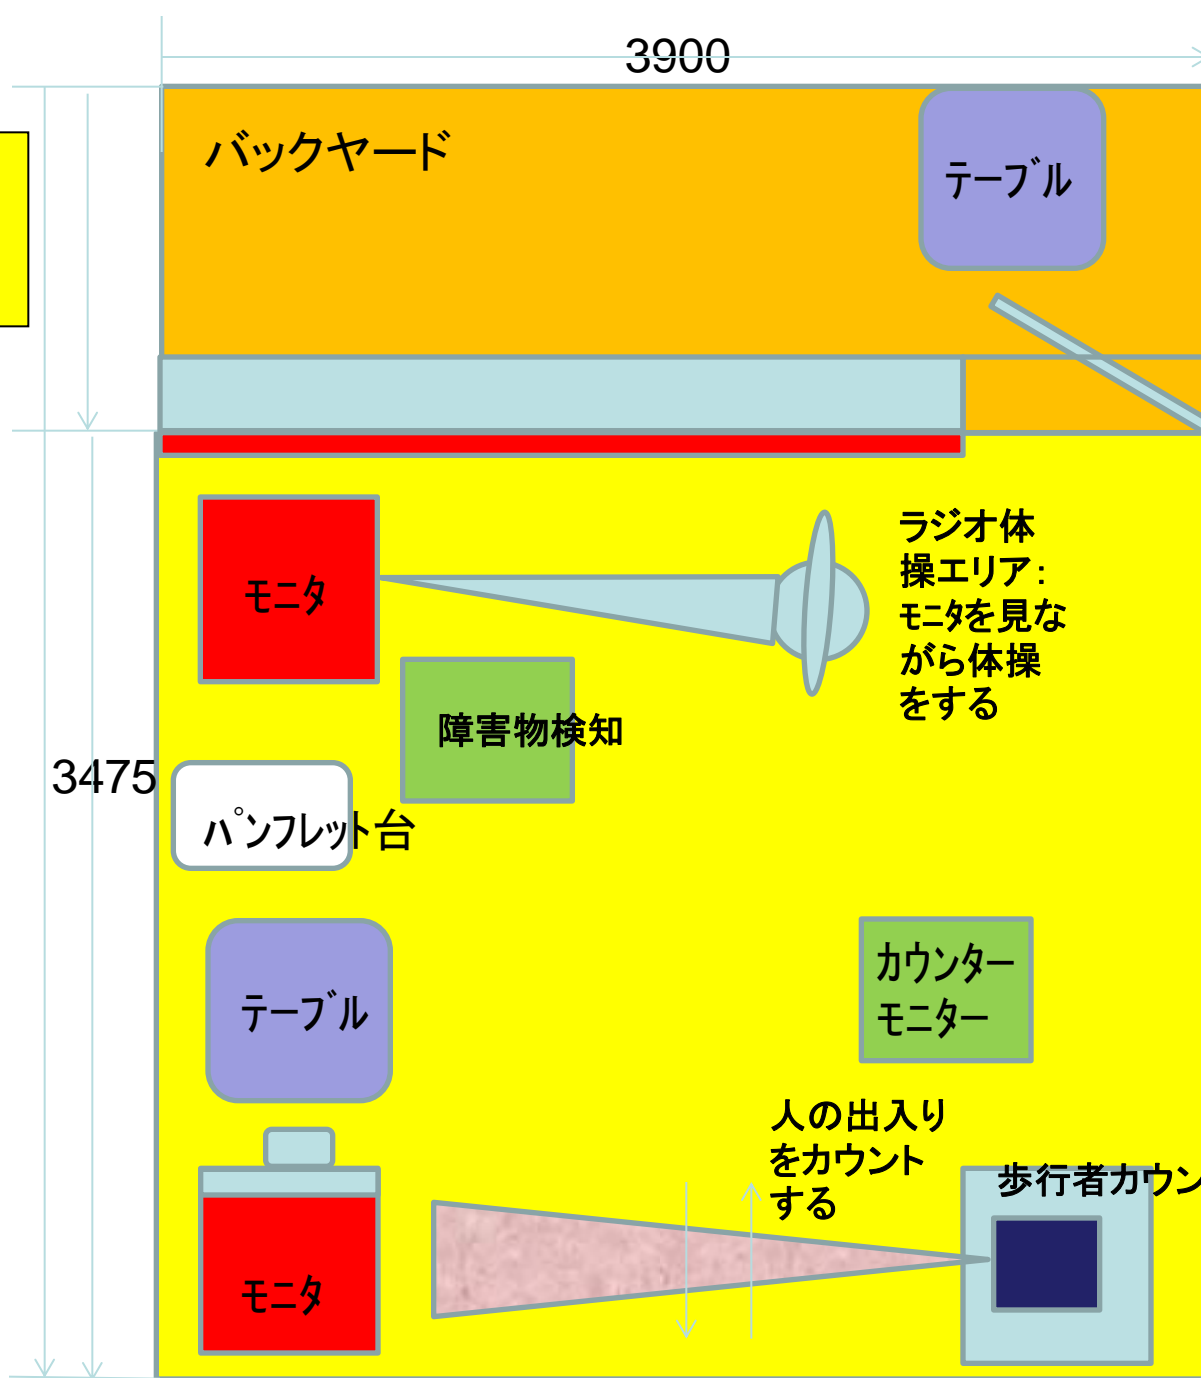 3900
バックヤード
テーブル
モニタ
ラジオ体
操エリア：
モニタを見な
がら体操
をする
障害物検知
3475
パンフレット台
テーブル
カウンター
モニター
人の出入り
をカウント
する
歩行者カウン
モニタ